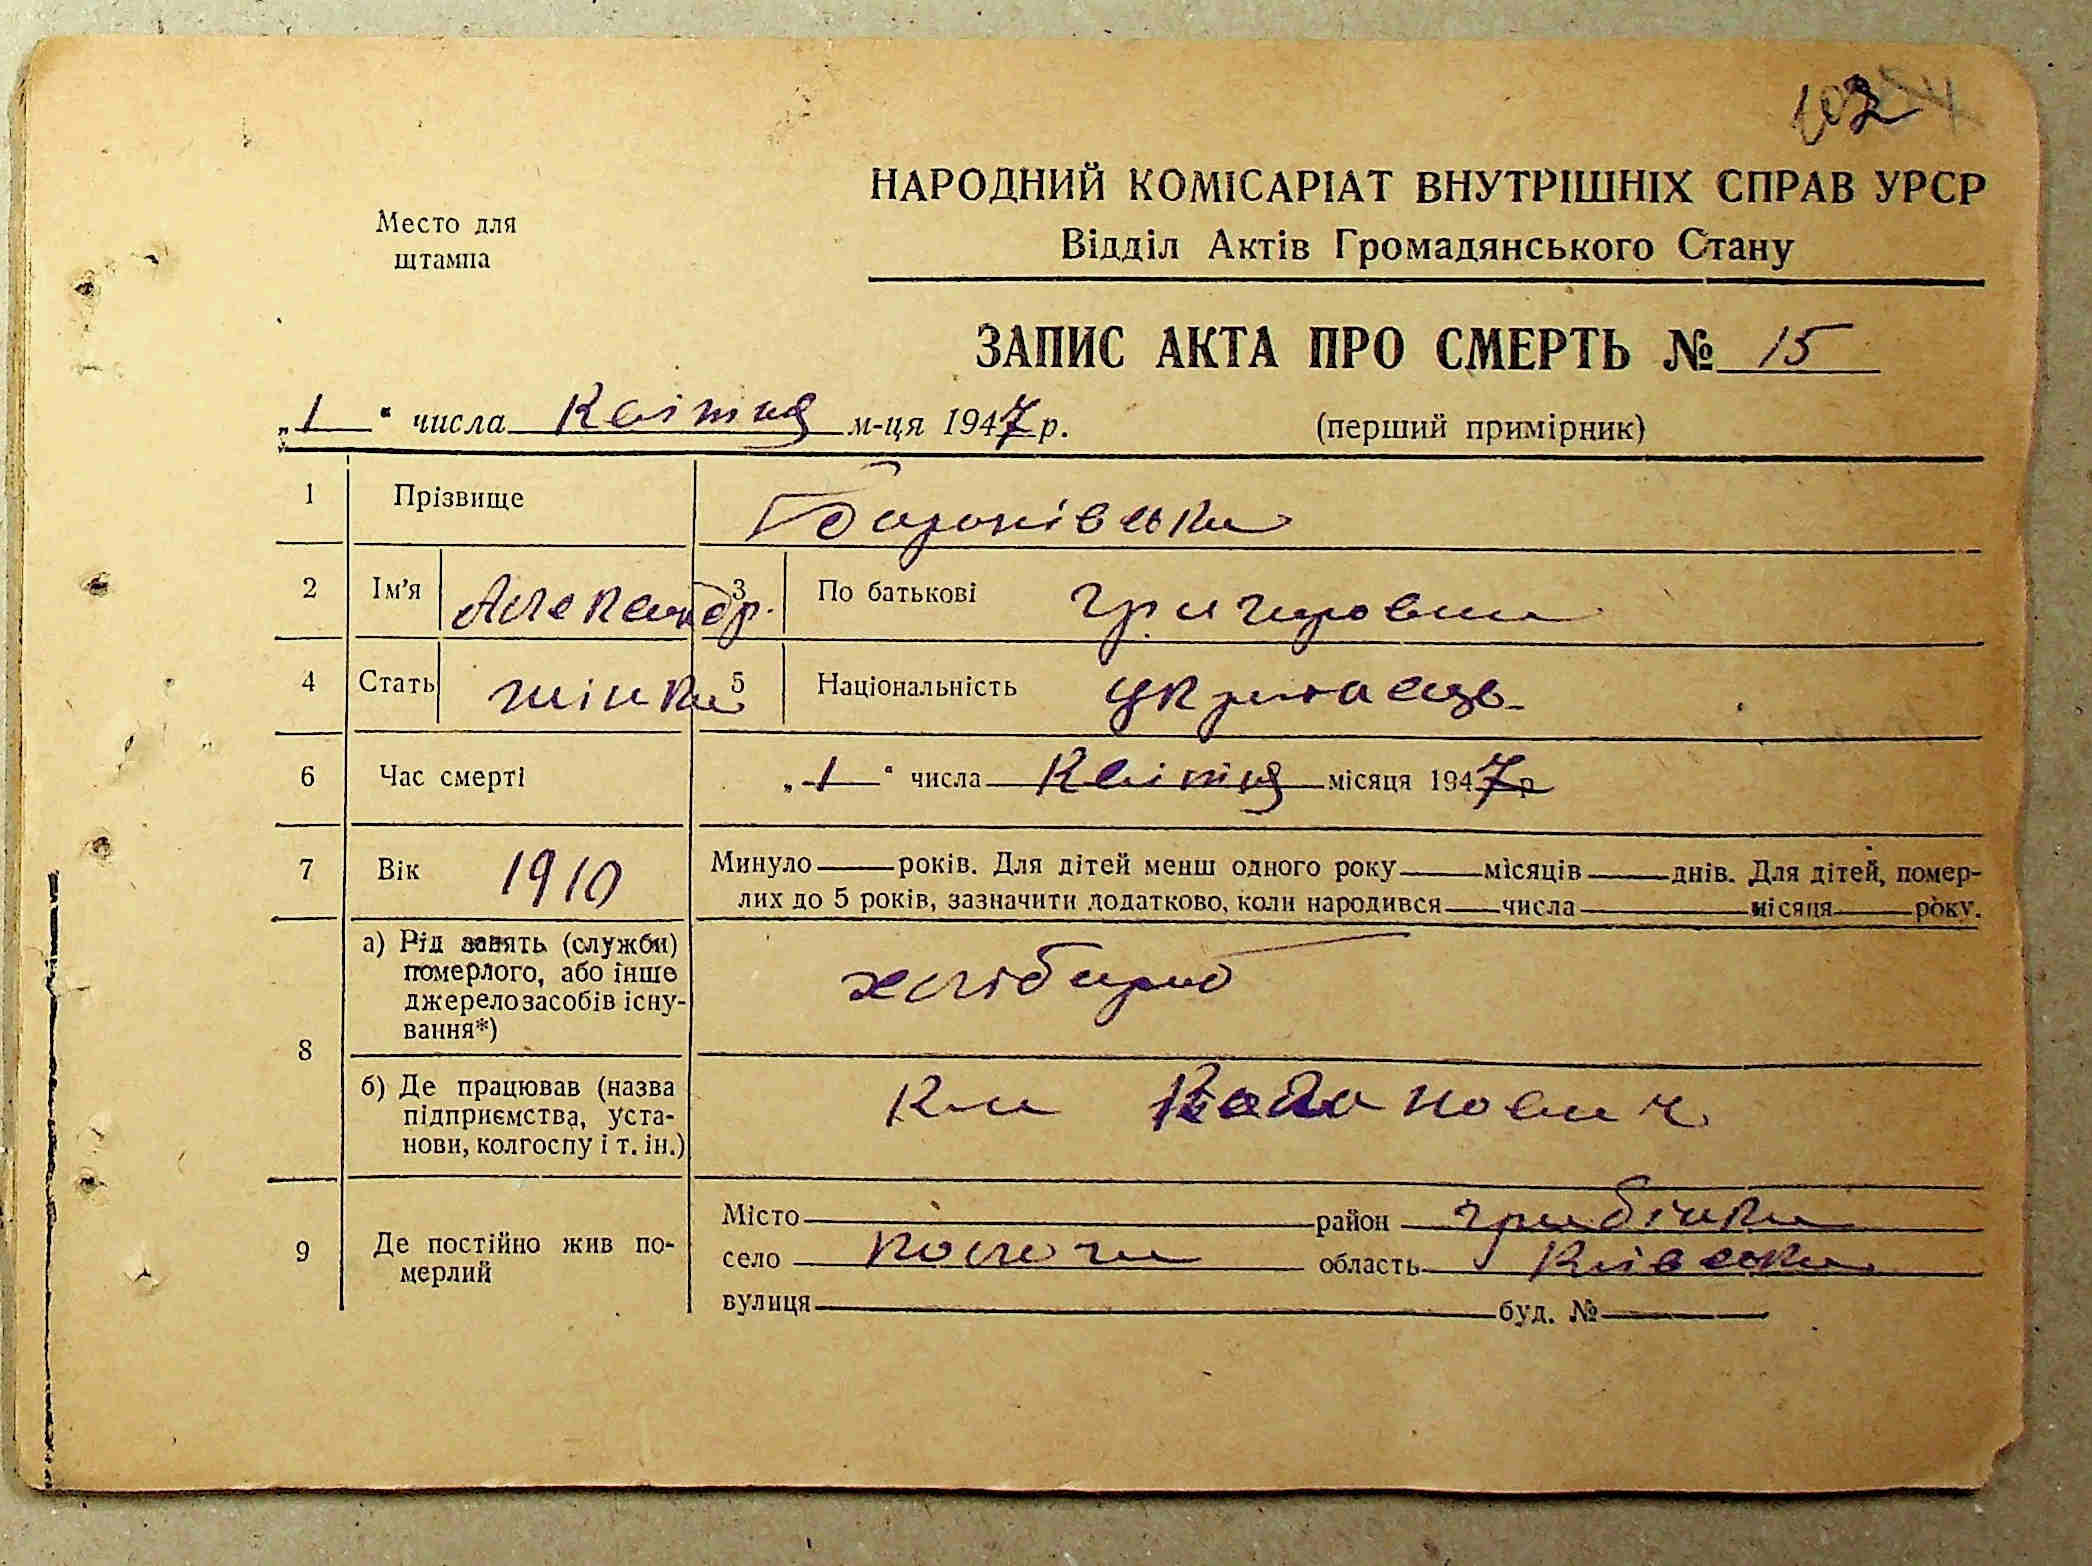 102
Место для
штампа
НАРОДНИЙ КОМІСАРІАТ ВНУТРІШНІХ СПРАВ УРСР
Відділ Актів Громадянського Стану
ЗАПИС АКТА ПРО СМЕРТЬ № 15
„1“ числа Квітня м-ця 1947 р. (перший примірник)
1 Прізвище
2 Ім'я Александр. 3 По батькові
4 Стать жінка 5 Національність
6 Час смерті „1“ числа Квітня місяця 1947 р
7 Вік 1910 Минуло року. Для дітей менш одного року місяців днів. Для дітей, помер-
лих до 5 років, зазначити додатково, коли народився числа місяця року.
8 а) Рід занять (служби)
померлого, або інше
джерело засобів існу-
вання*)
хлібороб
б) Де працював (назва
підприємства, уста-
нови, колгоспу і т. ін.)
9 Де постійно жив по-
мерлий
Місто район
село область Київська
вулиця буд. №